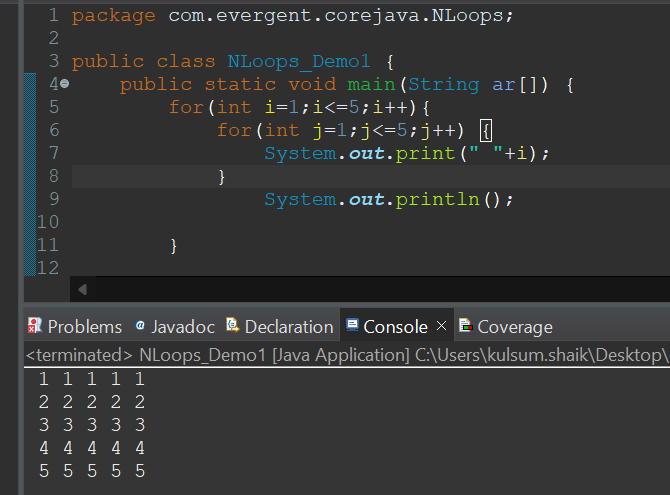 1 package com.evergent.corejava.NLoops;
2
3 public class NLoops_Demo1 {
4 public static void main(String ar[]) {
5 for(int i=1;i<=5;i++){
6 for(int j=1;j<=5;j++) {
7 System.out.print(" "+i);
8 }
9 System.out.println();
10
11 }
12
Problems @ Javadoc Declaration Console × Coverage
<terminated> NLoops_Demo1 [Java Application] C:\Users\kulsum.shaik\Desktop\
1 1 1 1 1
2 2 2 2 2
3 3 3 3 3
4 4 4 4 4
5 5 5 5 5